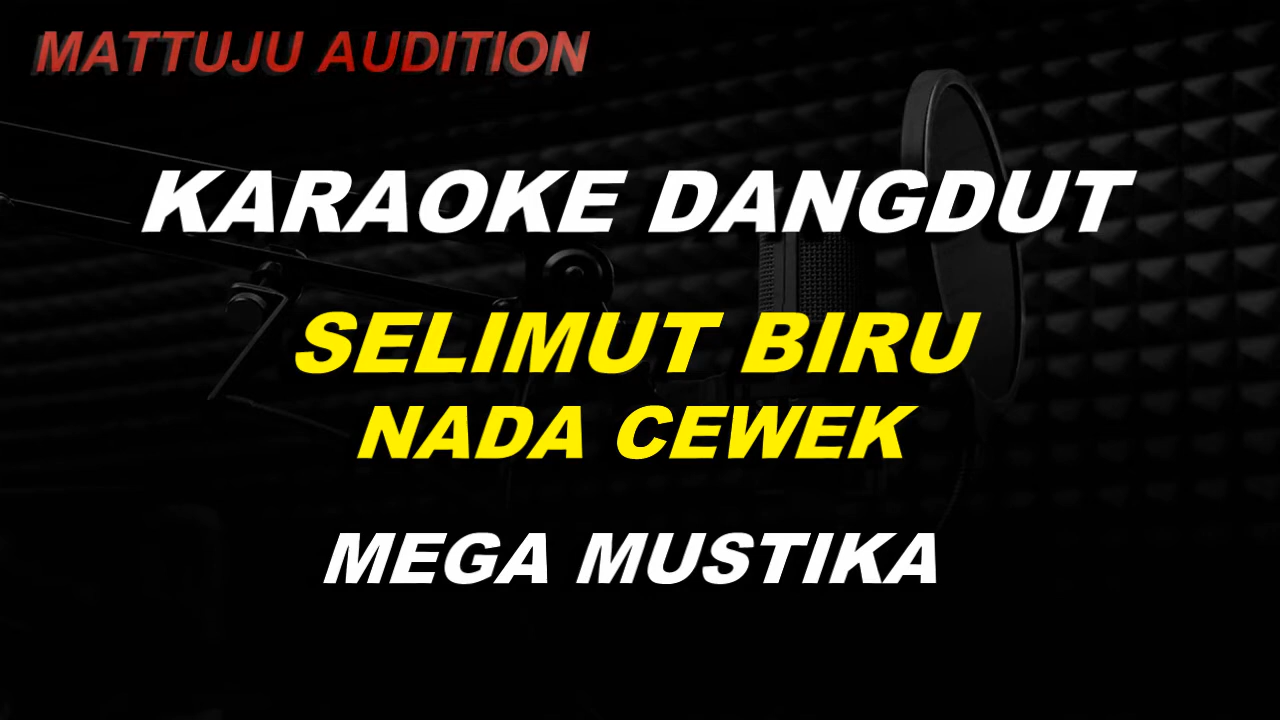 MATTUJU AUDITION
KARAOKE DANGDUT
SELIMUT BIRU
NADA CEWEK
MEGA MUSTIKA